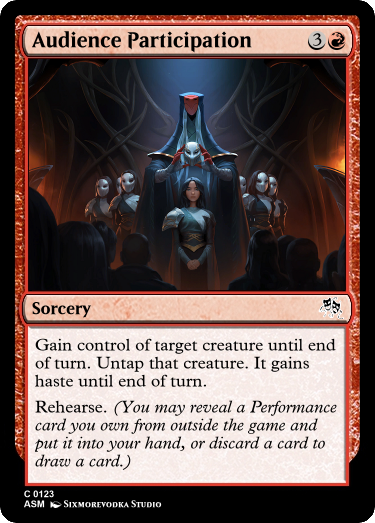 Audience Participation 3
Sorcery
Gain control of target creature until end
of turn. Untap that creature. It gains
haste until end of turn.
Rehearse. (You may reveal a Performance
card you own from outside the game and
put it into your hand, or discard a card to
draw a card.)
C 0123
ASM Sixmorevodka Studio